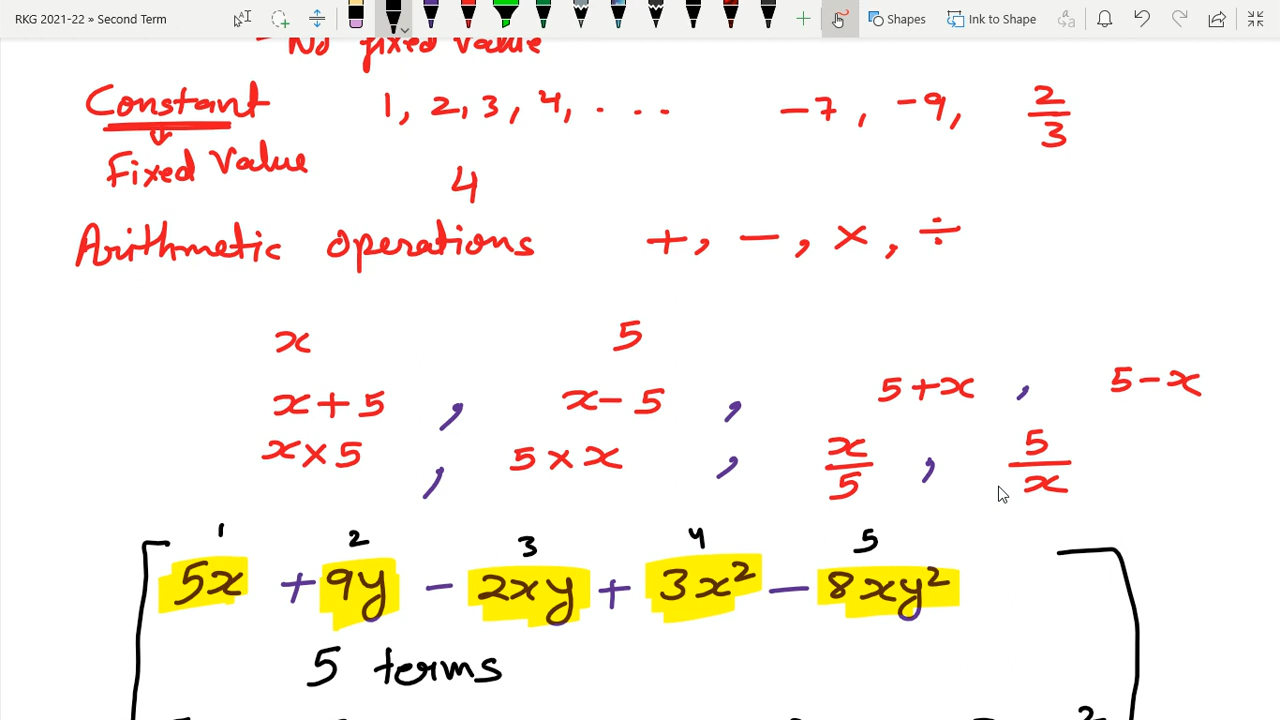 RKG 2021-22 » Second Term
Shapes
Ink to Shape
- No fixed value
Constant 1, 2, 3, 4, . . . . -7, -9, 2/3
Fixed Value
4
Arithmetic operations +, -, ×, ÷
x 5
x + 5 , x - 5 , 5 + x , 5 - x
x × 5 , 5 × x , x/5 , 5/x
1 2 3 4 5
5x + 9y - 2xy + 3x² - 8xy²
5 terms